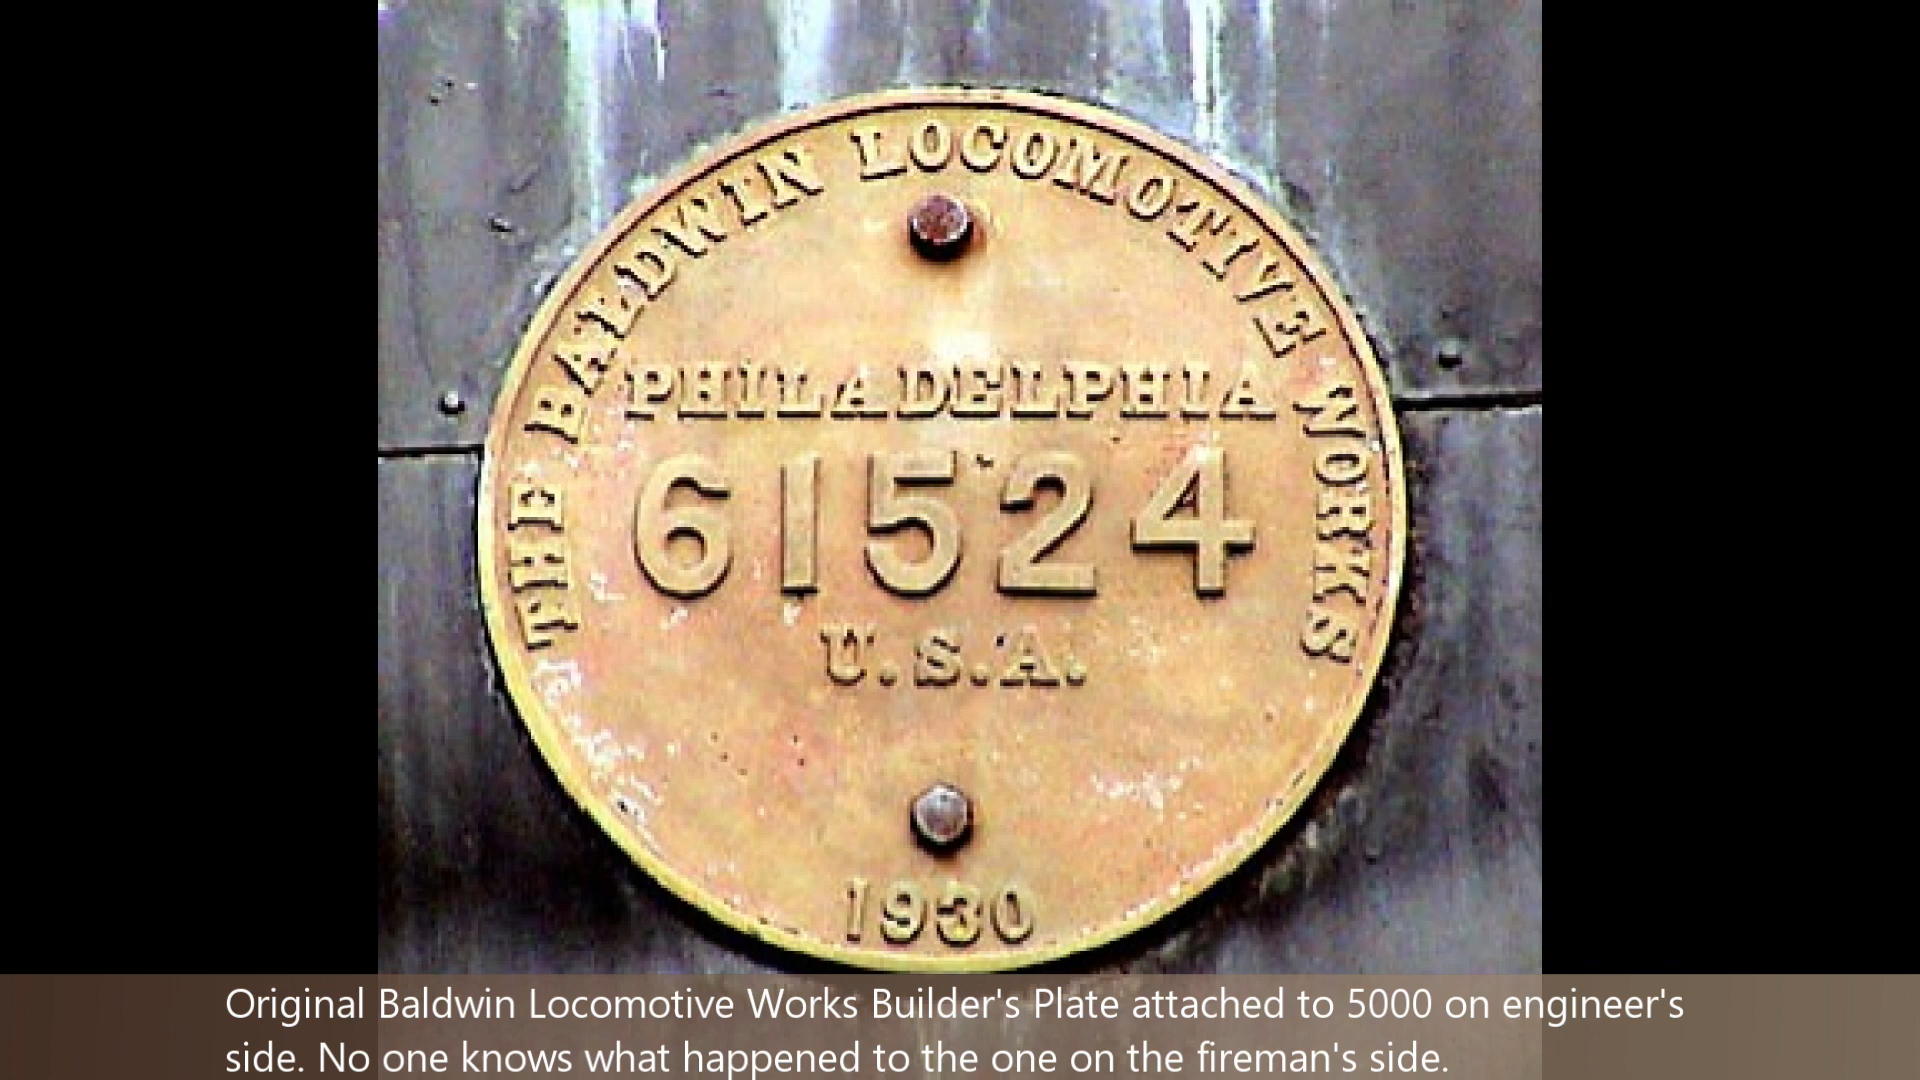 THE BALDWIN LOCOMOTIVE WORKS
PHILADELPHIA
61524
U.S.A.
1930
Original Baldwin Locomotive Works Builder's Plate attached to 5000 on engineer's
side. No one knows what happened to the one on the fireman's side.